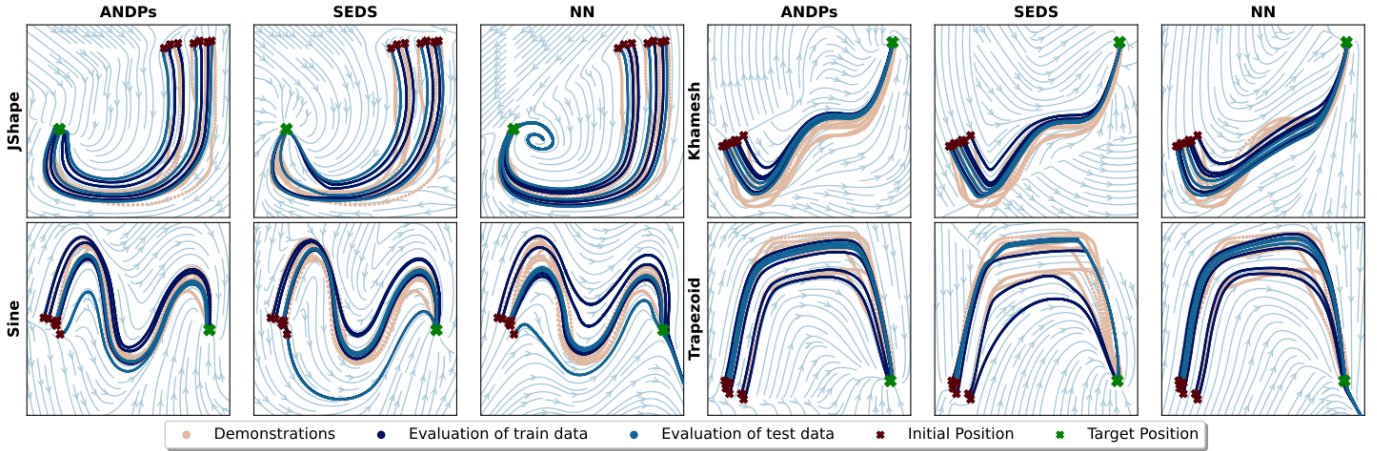 ANDPs SEDS NN ANDPs SEDS NN
JShape Khamesh
Sine Trapezoid
Demonstrations Evaluation of train data Evaluation of test data Initial Position Target Position